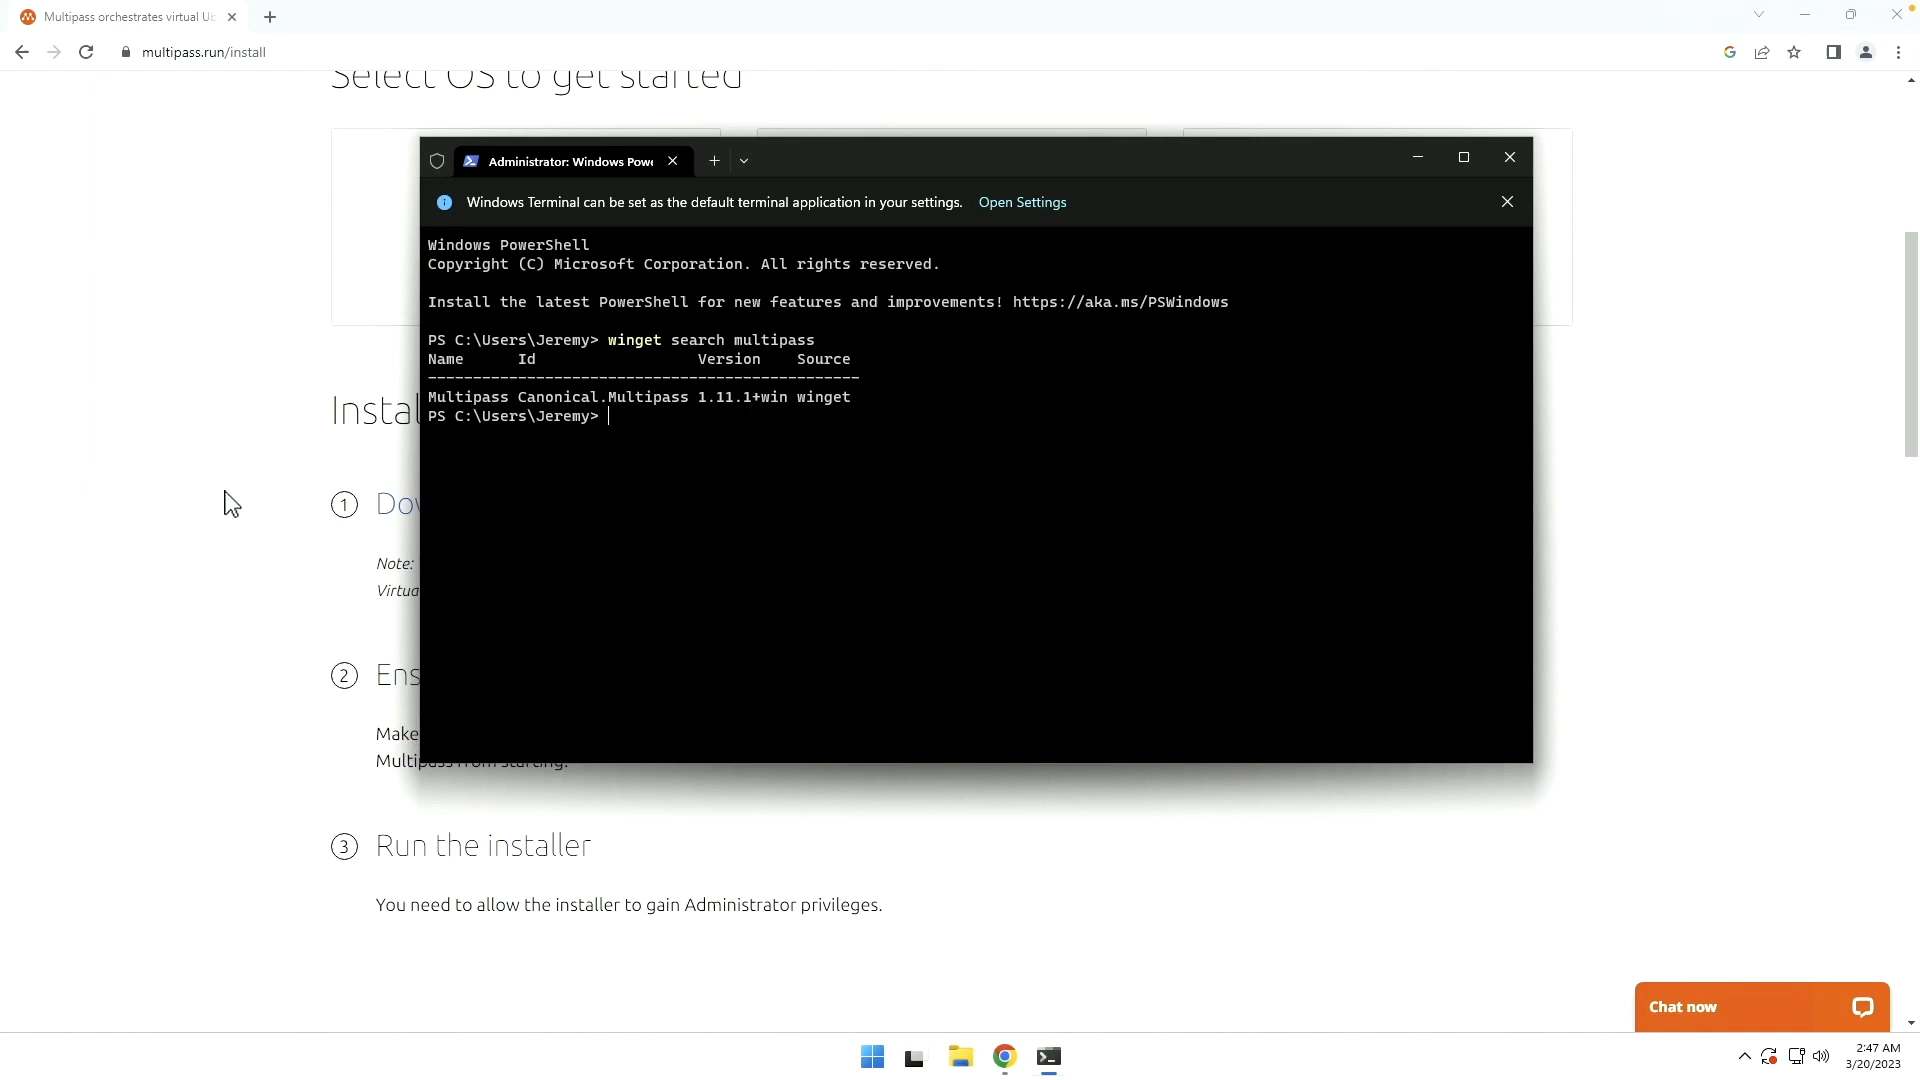 Multipass orchestrates virtual Ub
multipass.run/install
Select OS to get started
Administrator: Windows Powe
Windows Terminal can be set as the default terminal application in your settings. Open Settings
Windows PowerShell
Copyright (C) Microsoft Corporation. All rights reserved.
Install the latest PowerShell for new features and improvements! https://aka.ms/PSWindows
PS C:\Users\Jeremy> winget search multipass
Name Id Version Source
-----------------------------------------------
Multipass Canonical.Multipass 1.11.1+win winget
PS C:\Users\Jeremy>
Instal
1 Dow
Note:
Virtua
2 Ens
Make
Multipass from starting.
3 Run the installer
You need to allow the installer to gain Administrator privileges.
Chat now
2:47 AM
3/20/2023